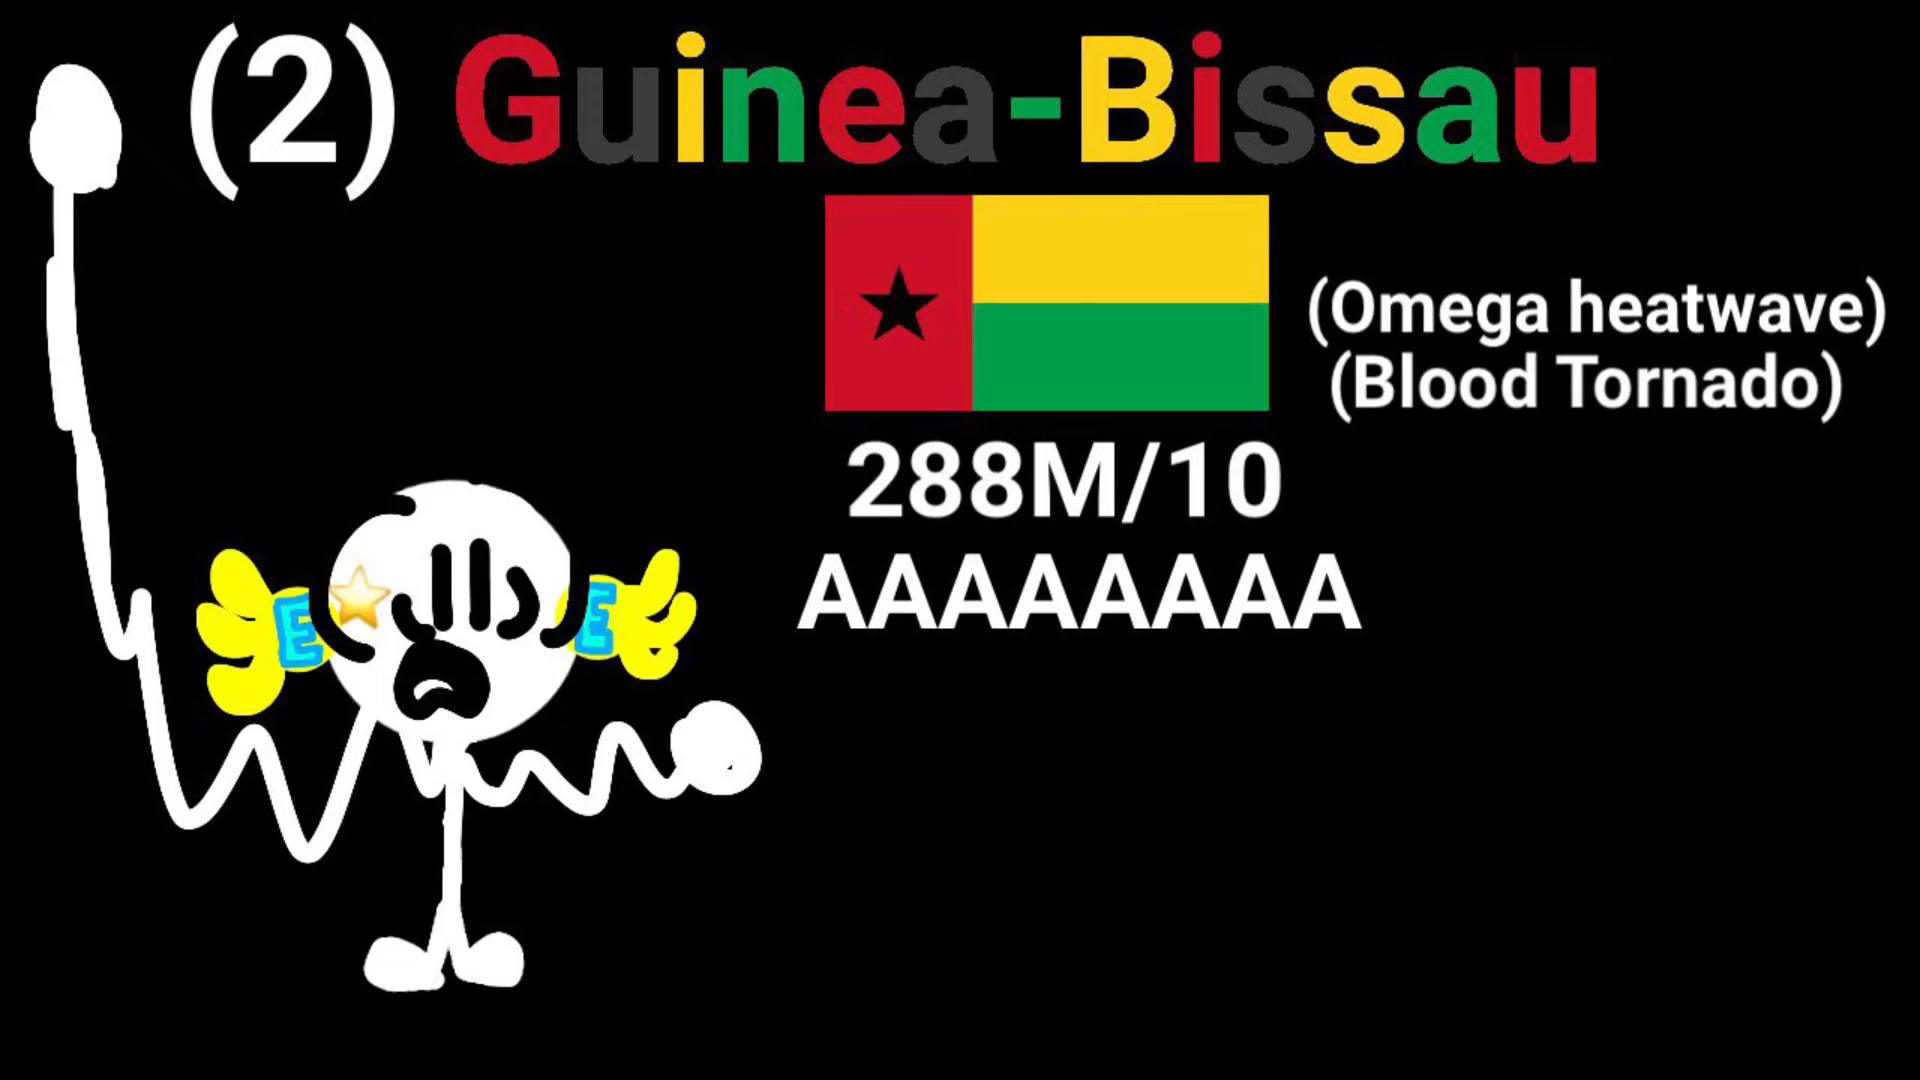 (2) Guinea-Bissau
(Omega heatwave)
(Blood Tornado)
288M/10
AAAAAAAA
E E